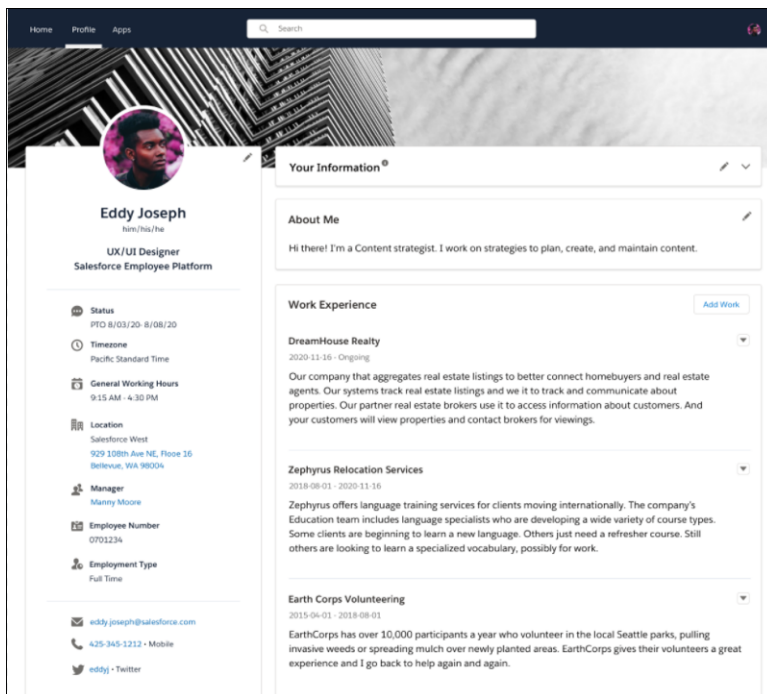 Home Profile Apps Search
Eddy Joseph
him/his/he
UX/UI Designer
Salesforce Employee Platform
Status
PTO 8/03/20- 8/08/20
Timezone
Pacific Standard Time
General Working Hours
9:15 AM - 4:30 PM
Location
Salesforce West
929 108th Ave NE, Flooe 16
Bellevue, WA 98004
Manager
Manny Moore
Employee Number
0701234
Employment Type
Full Time
eddy.joseph@salesforce.com
425-345-1212 • Mobile
eddyj • Twitter
Your Information
About Me
Hi there! I'm a Content strategist. I work on strategies to plan, create, and maintain content.
Work Experience Add Work
DreamHouse Realty
2020-11-16 - Ongoing
Our company that aggregates real estate listings to better connect homebuyers and real estate
agents. Our systems track real estate listings and we it to track and communicate about
properties. Our partner real estate brokers use it to access information about customers. And
your customers will view properties and contact brokers for viewings.
Zephyrus Relocation Services
2018-08-01 - 2020-11-16
Zephyrus offers language training services for clients moving internationally. The company's
Education team includes language specialists who are developing a wide variety of course types.
Some clients are beginning to learn a new language. Others just need a refresher course. Still
others are looking to learn a specialized vocabulary, possibly for work.
Earth Corps Volunteering
2015-04-01 - 2018-08-01
EarthCorps has over 10,000 participants a year who volunteer in the local Seattle parks, pulling
invasive weeds or spreading mulch over newly planted areas. EarthCorps gives their volunteers a great
experience and I go back to help again and again.